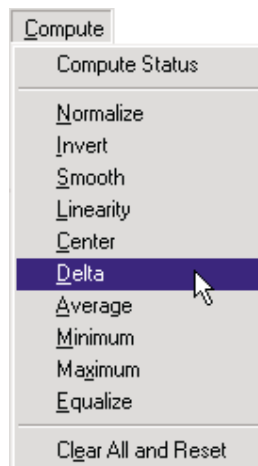 Compute
Compute Status
Normalize
Invert
Smooth
Linearity
Center
Delta
Average
Minimum
Maximum
Equalize
Clear All and Reset